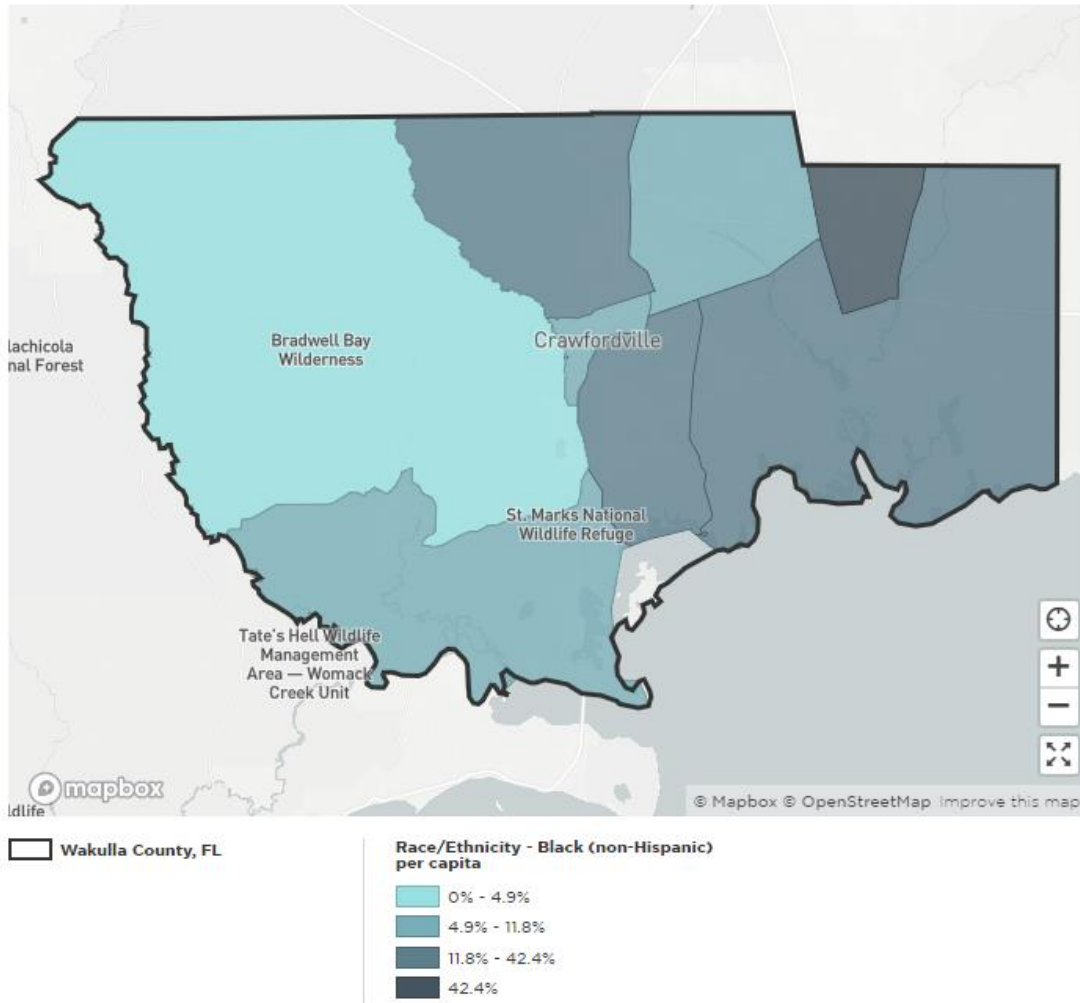 Bradwell Bay
Wilderness
Crawfordville
lachicola
nal Forest
St. Marks National
Wildlife Refuge
Tate's Hell Wildlife
Management
Area — Womack
Creek Unit
mapbox
ldlife
© Mapbox © OpenStreetMap Improve this map
Wakulla County, FL
Race/Ethnicity - Black (non-Hispanic)
per capita
0% - 4.9%
4.9% - 11.8%
11.8% - 42.4%
42.4%